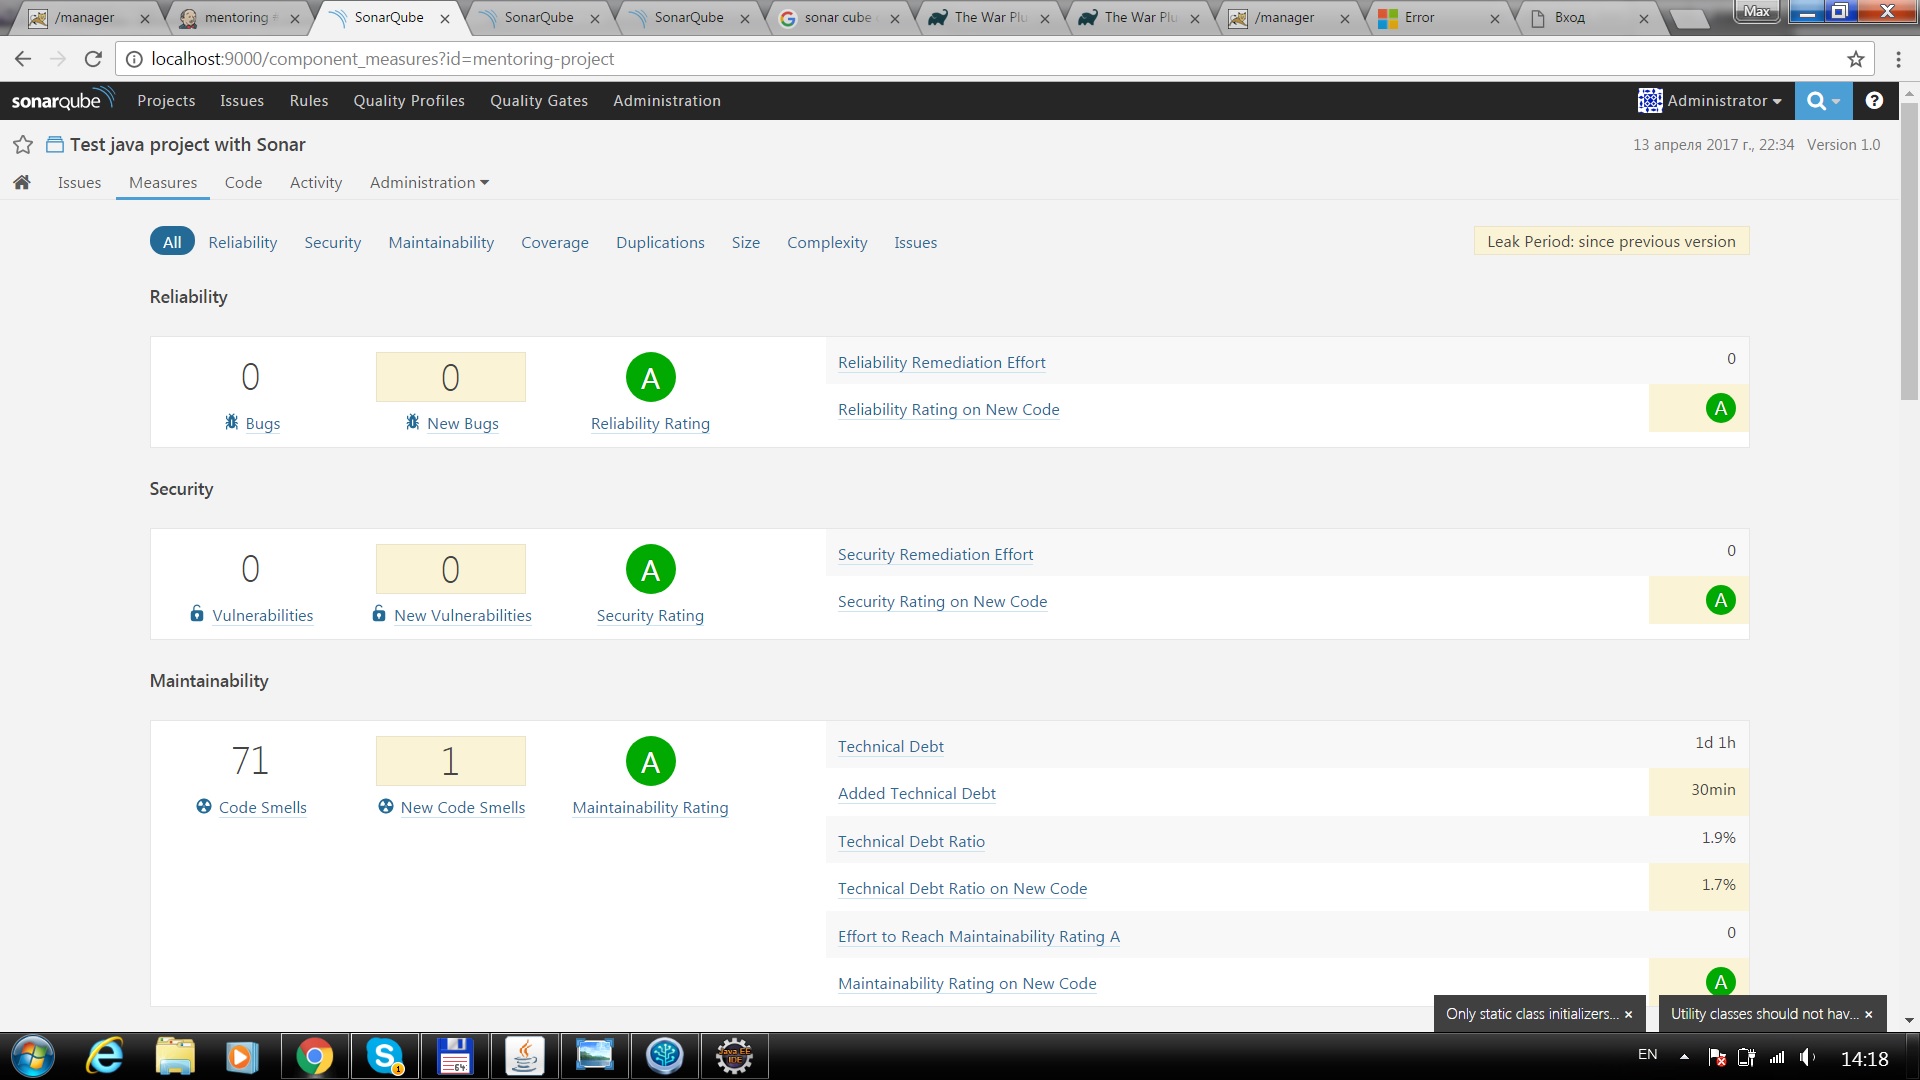 /manager
mentoring
SonarQube
SonarQube
SonarQube
sonar cube
The War Plu
The War Plu
/manager
Error
Вход
Max
localhost:9000/component_measures?id=mentoring-project
sonarqube Projects Issues Rules Quality Profiles Quality Gates Administration Administrator ?
Test java project with Sonar 13 апреля 2017 г., 22:34 Version 1.0
Issues Measures Code Activity Administration
All Reliability Security Maintainability Coverage Duplications Size Complexity Issues Leak Period: since previous version
Reliability
0 0 A
Bugs New Bugs Reliability Rating
Reliability Remediation Effort 0
Reliability Rating on New Code A
Security
0 0 A
Vulnerabilities New Vulnerabilities Security Rating
Security Remediation Effort 0
Security Rating on New Code A
Maintainability
71 1 A
Code Smells New Code Smells Maintainability Rating
Technical Debt 1d 1h
Added Technical Debt 30min
Technical Debt Ratio 1.9%
Technical Debt Ratio on New Code 1.7%
Effort to Reach Maintainability Rating A 0
Maintainability Rating on New Code A
Only static class initializers... × Utility classes should not hav... ×
1
64
Java EE
IDE
EN 14:18